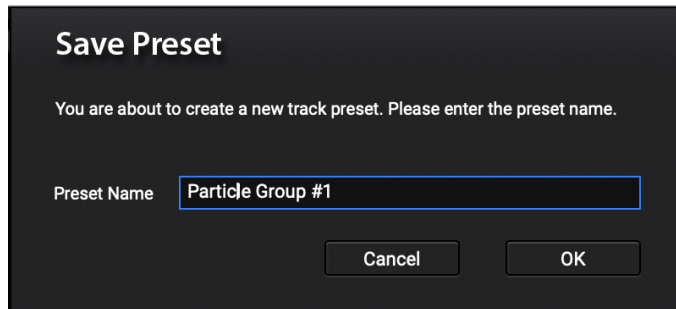 Save Preset
You are about to create a new track preset. Please enter the preset name.
Preset Name Particle Group #1
Cancel OK